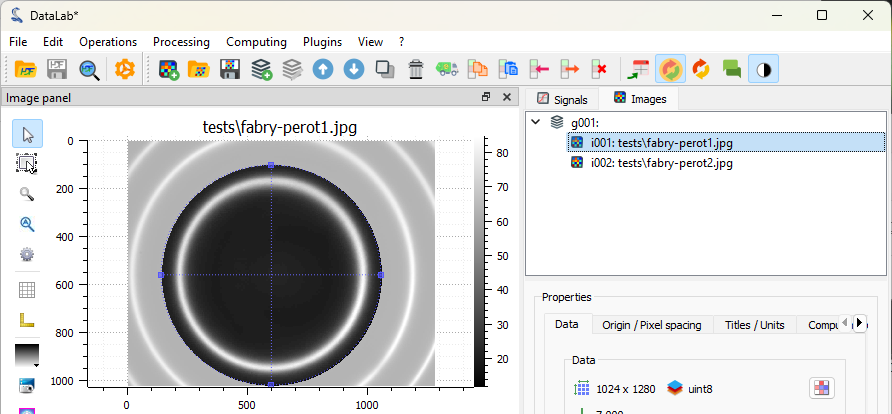 DataLab*
File Edit Operations Processing Computing Plugins View ?
Image panel
Signals Images
tests\fabry-perot1.jpg
g001:
i001: tests\fabry-perot1.jpg
i002: tests\fabry-perot2.jpg
0
200
400
600
800
1000
0 500 1000
80
70
60
50
40
30
20
Properties
Data Origin / Pixel spacing Titles / Units
Data
1024 x 1280 uint8